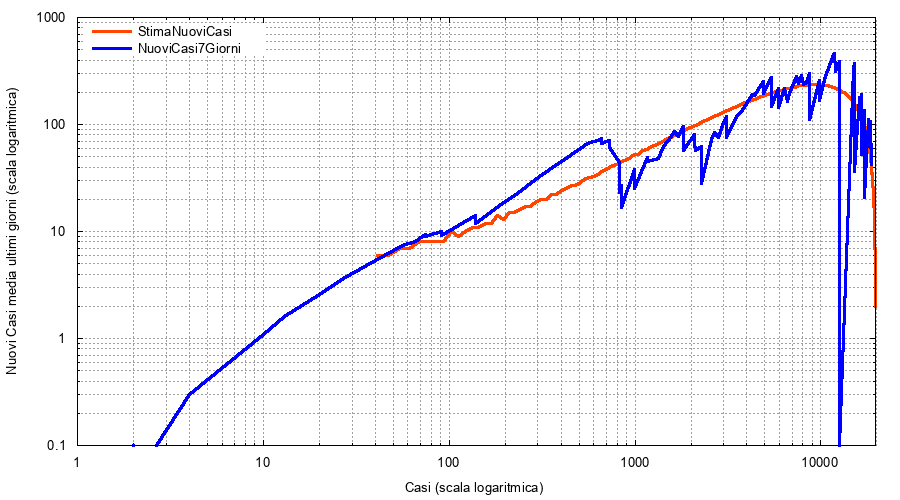 1000
StimaNuoviCasi
NuoviCasi7Giorni
100
10
1
0.1
Nuovi Casi media ultimi giorni (scala logaritmica)
1 10 100 1000 10000
Casi (scala logaritmica)